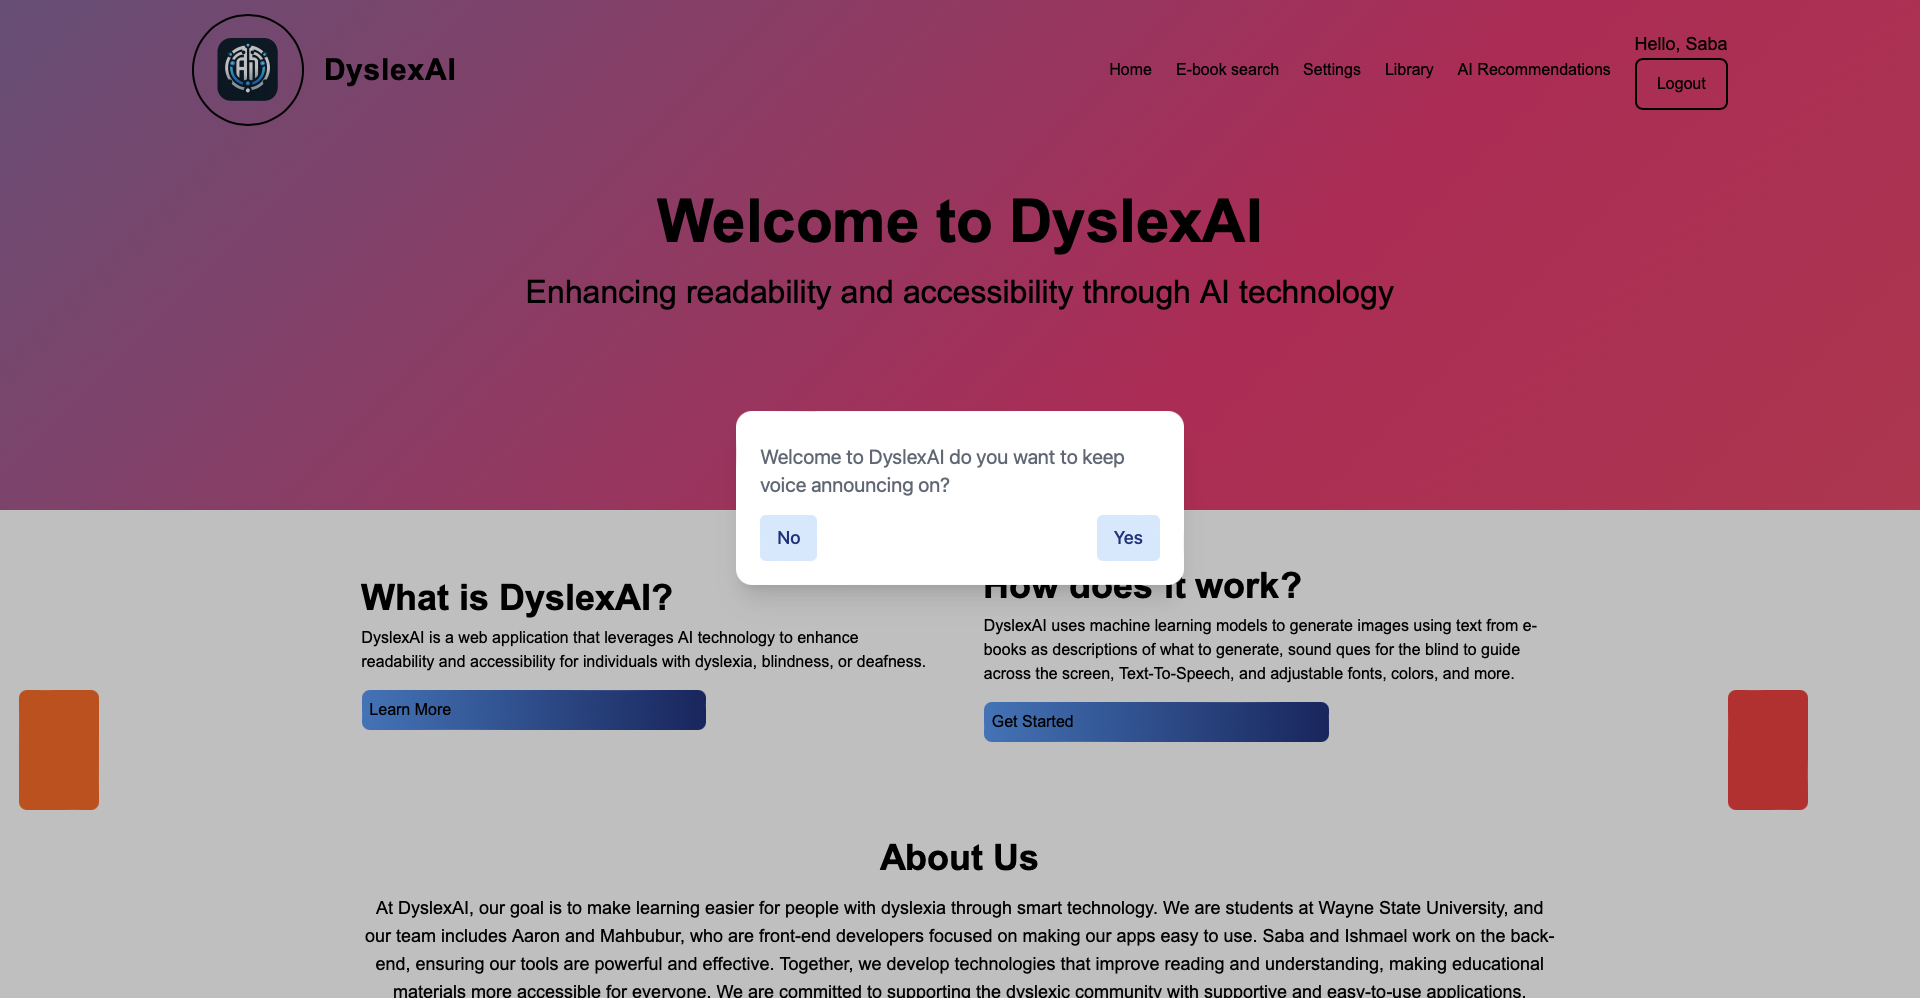 DyslexAI
Home
E-book search
Settings
Library
AI Recommendations
Hello, Saba
Logout
Welcome to DyslexAI
Enhancing readability and accessibility through AI technology
Welcome to DyslexAI do you want to keep
voice announcing on?
No
Yes
What is DyslexAI?
DyslexAI is a web application that leverages AI technology to enhance
readability and accessibility for individuals with dyslexia, blindness, or deafness.
Learn More
How does it work?
DyslexAI uses machine learning models to generate images using text from e-
books as descriptions of what to generate, sound ques for the blind to guide
across the screen, Text-To-Speech, and adjustable fonts, colors, and more.
Get Started
About Us
At DyslexAI, our goal is to make learning easier for people with dyslexia through smart technology. We are students at Wayne State University, and
our team includes Aaron and Mahbubur, who are front-end developers focused on making our apps easy to use. Saba and Ishmael work on the back-
end, ensuring our tools are powerful and effective. Together, we develop technologies that improve reading and understanding, making educational
materials more accessible for everyone. We are committed to supporting the dyslexic community with supportive and easy-to-use applications.